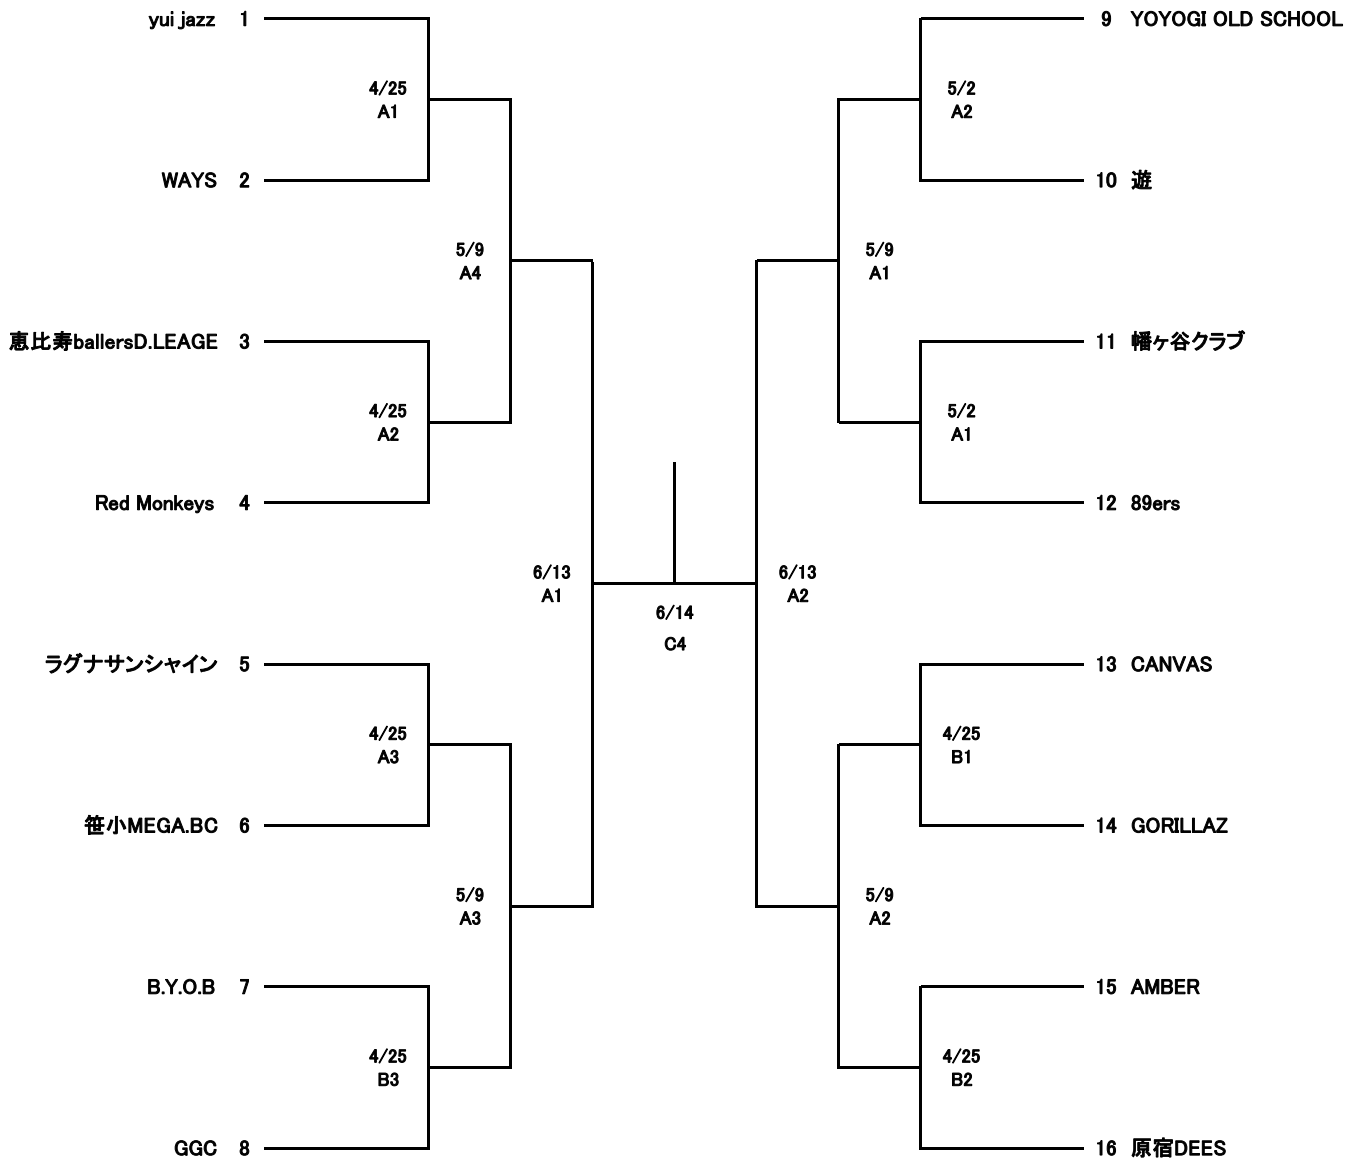 yui jazz 1
4/25
A1
WAYS 2
5/9
A4
恵比寿ballersD.LEAGE 3
4/25
A2
Red Monkeys 4
6/13
A1
ラグナサンシャイン 5
4/25
A3
笹小MEGA.BC 6
5/9
A3
B.Y.O.B 7
4/25
B3
GGC 8
6/14
C4
9 YOYOGI OLD SCHOOL
5/2
A2
10 遊
5/9
A1
11 幡ヶ谷クラブ
5/2
A1
12 89ers
6/13
A2
13 CANVAS
4/25
B1
14 GORILLAZ
5/9
A2
15 AMBER
4/25
B2
16 原宿DEES